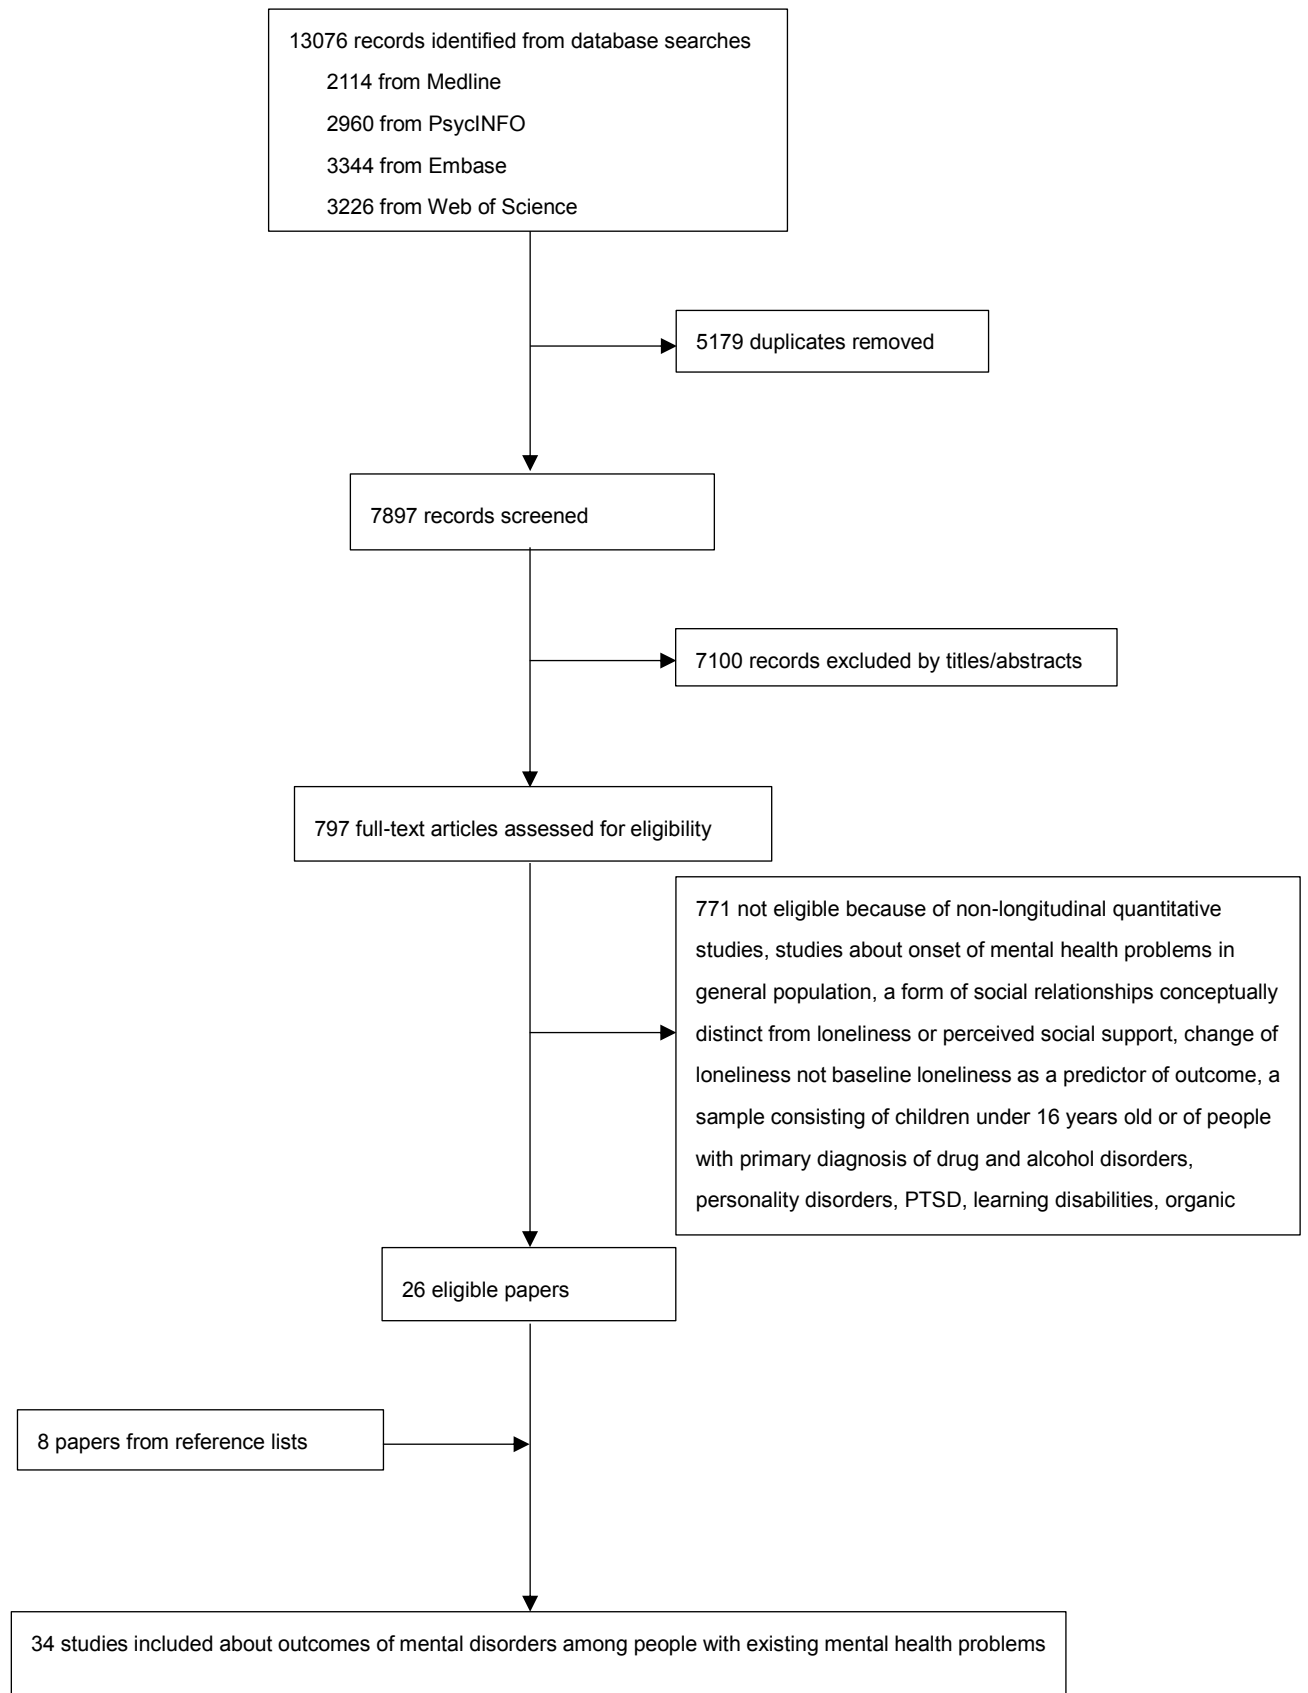 13076 records identified from database searches
2114 from Medline
2960 from PsycINFO
3344 from Embase
3226 from Web of Science
5179 duplicates removed
7897 records screened
7100 records excluded by titles/abstracts
797 full-text articles assessed for eligibility
771 not eligible because of non-longitudinal quantitative
studies, studies about onset of mental health problems in
general population, a form of social relationships conceptually
distinct from loneliness or perceived social support, change of
loneliness not baseline loneliness as a predictor of outcome, a
sample consisting of children under 16 years old or of people
with primary diagnosis of drug and alcohol disorders,
personality disorders, PTSD, learning disabilities, organic
26 eligible papers
8 papers from reference lists
34 studies included about outcomes of mental disorders among people with existing mental health problems